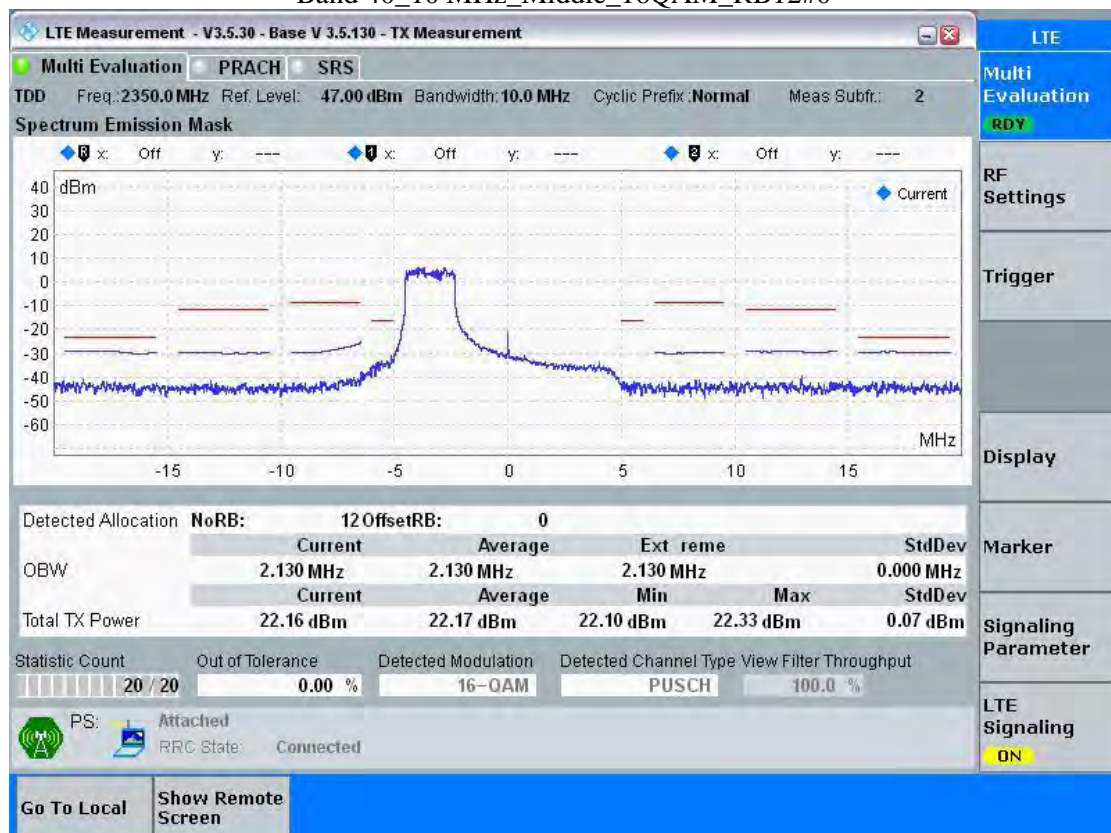 Band 40_10 MHz_Middle_16QAM_RB12#0
LTE Measurement - V3.5.30 - Base V 3.5.130 - TX Measurement
LTE
Multi Evaluation PRACH SRS
Multi
Evaluation
RDY
TDD Freq.:2350.0 MHz Ref. Level: 47.00 dBm Bandwidth: 10.0 MHz Cyclic Prefix :Normal Meas Subfr.: 2
Spectrum Emission Mask
R x: Off y: --- 1 x: Off y: --- 2 x: Off y: ---
40 dBm
Current
30
20
10
0
-10
-20
-30
-40
-50
-60
MHz
-15 -10 -5 0 5 10 15
RF
Settings
Trigger
Display
Marker
Signaling
Parameter
LTE
Signaling
ON
Detected Allocation NoRB: 12 OffsetRB: 0
Current Average Ext reme StdDev
OBW 2.130 MHz 2.130 MHz 2.130 MHz 0.000 MHz
Current Average Min Max StdDev
Total TX Power 22.16 dBm 22.17 dBm 22.10 dBm 22.33 dBm 0.07 dBm
Statistic Count Out of Tolerance Detected Modulation Detected Channel Type View Filter Throughput
20 / 20 0.00 % 16-QAM PUSCH 100.0 %
PS: Attached
RRC State: Connected
Go To Local
Show Remote
Screen